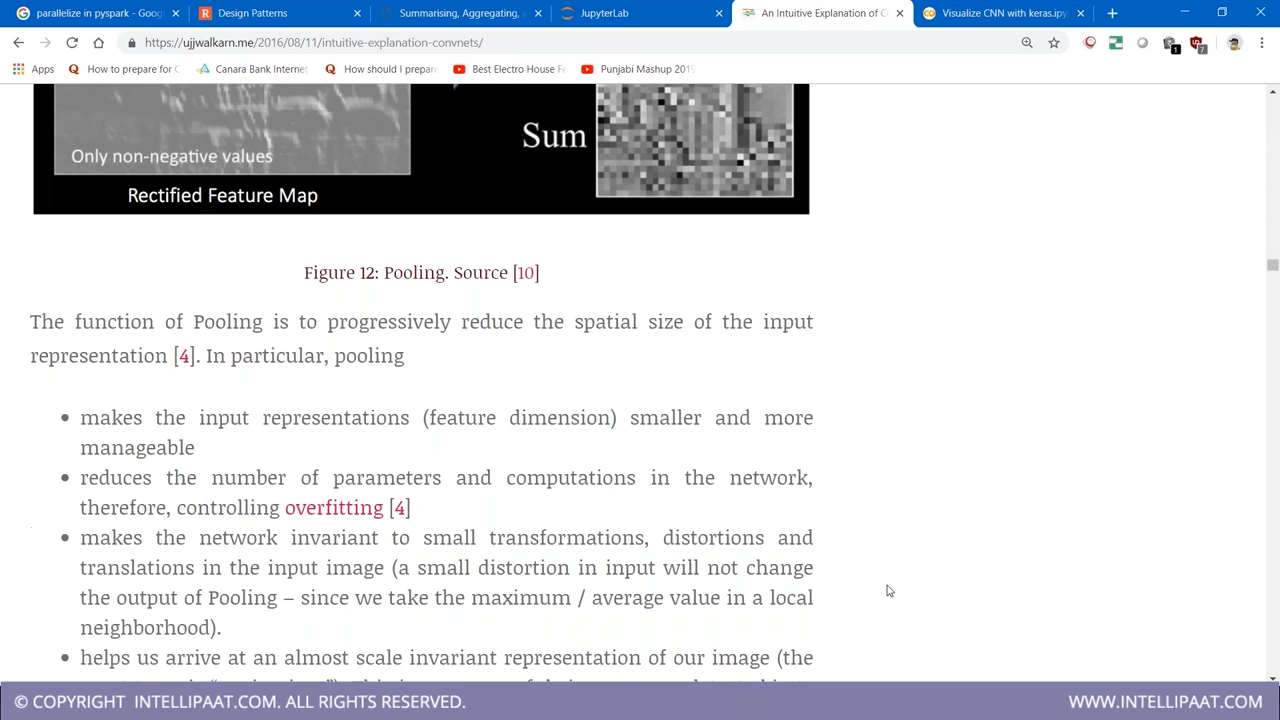 parallelize in pyspark - Goog
Design Patterns
Summarising, Aggregating, a
JupyterLab
An Intuitive Explanation of C
Visualize CNN with keras.ipy
https://ujjwalkarn.me/2016/08/11/intuitive-explanation-convnets/
Apps
How to prepare for C
Canara Bank Internet
How should I prepare
Best Electro House Fe
Punjabi Mashup 2019
Sum
Only non-negative values
Rectified Feature Map
Figure 12: Pooling. Source [10]
The function of Pooling is to progressively reduce the spatial size of the input
representation [4]. In particular, pooling
• makes the input representations (feature dimension) smaller and more
manageable
• reduces the number of parameters and computations in the network,
therefore, controlling overfitting [4]
• makes the network invariant to small transformations, distortions and
translations in the input image (a small distortion in input will not change
the output of Pooling – since we take the maximum / average value in a local
neighborhood).
• helps us arrive at an almost scale invariant representation of our image (the
© COPYRIGHT INTELLIPAAT.COM. ALL RIGHTS RESERVED.
WWW.INTELLIPAAT.COM